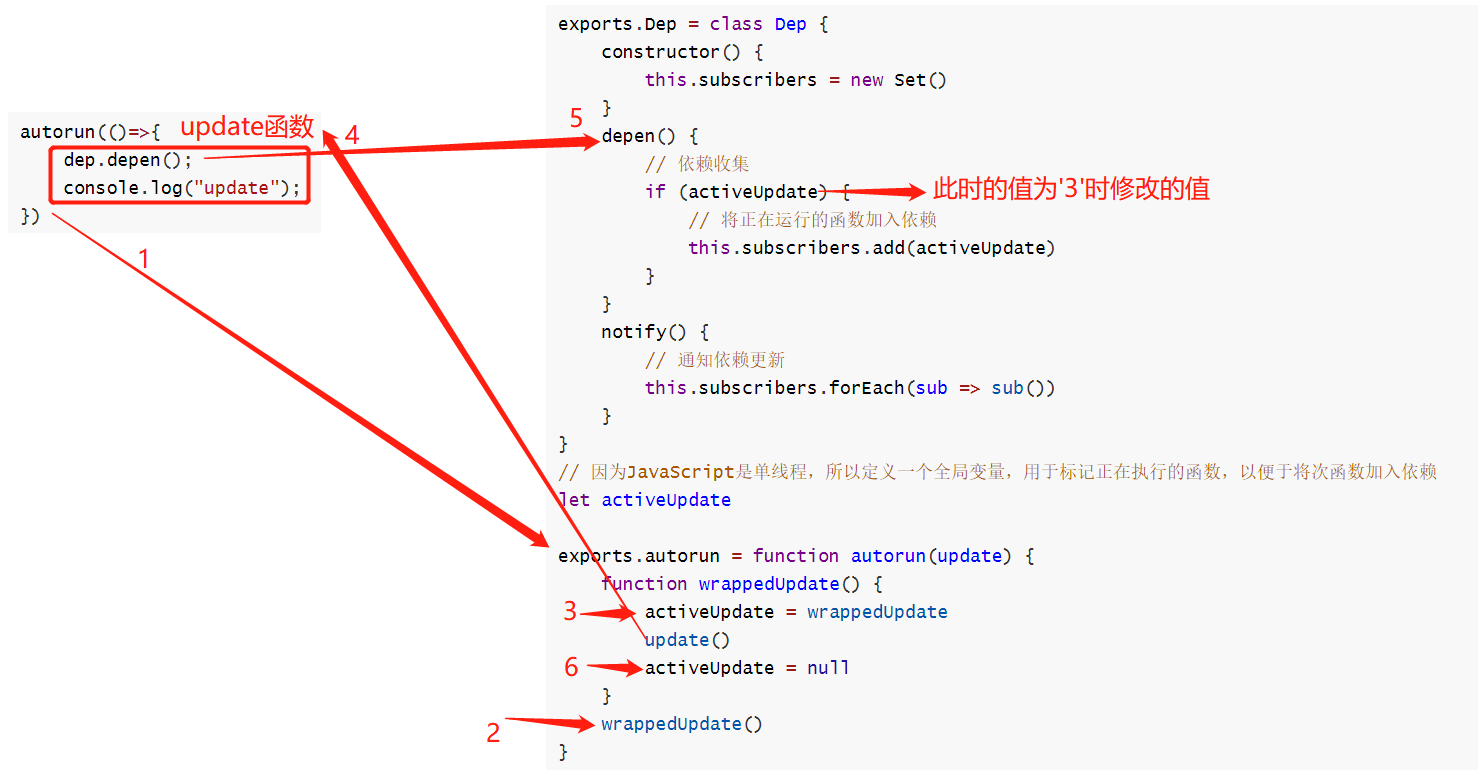 autorun(()=>{
update函数
dep.depen();
console.log("update");
})
1
4
5
exports.Dep = class Dep {
constructor() {
this.subscribers = new Set()
}
depen() {
// 依赖收集
if (activeUpdate) {
此时的值为'3'时修改的值
// 将正在运行的函数加入依赖
this.subscribers.add(activeUpdate)
}
}
notify() {
// 通知依赖更新
this.subscribers.forEach(sub => sub())
}
}
// 因为JavaScript是单线程，所以定义一个全局变量，用于标记正在执行的函数，以便于将次函数加入依赖
let activeUpdate
exports.autorun = function autorun(update) {
function wrappedUpdate() {
3
activeUpdate = wrappedUpdate
update()
6
activeUpdate = null
}
2
wrappedUpdate()
}